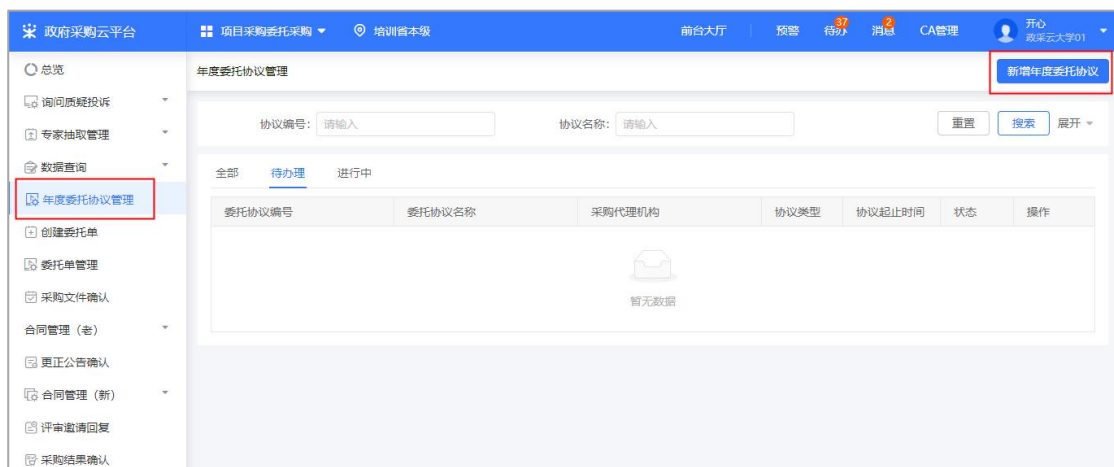 政府采购云平台 项目采购委托采购 培训省本级 前台大厅 预警 待办 37 消息 2 CA管理 开心
政采云大学01
总览
年度委托协议管理 新增年度委托协议
询问质疑投诉
协议编号： 请输入 协议名称： 请输入 重置 搜索 展开
专家抽取管理
数据查询
全部 待办理 进行中
年度委托协议管理
委托协议编号 委托协议名称 采购代理机构 协议类型 协议起止时间 状态 操作
创建委托单
委托单管理
暂无数据
采购文件确认
合同管理（老）
更正公告确认
合同管理（新）
评审邀请回复
采购结果确认